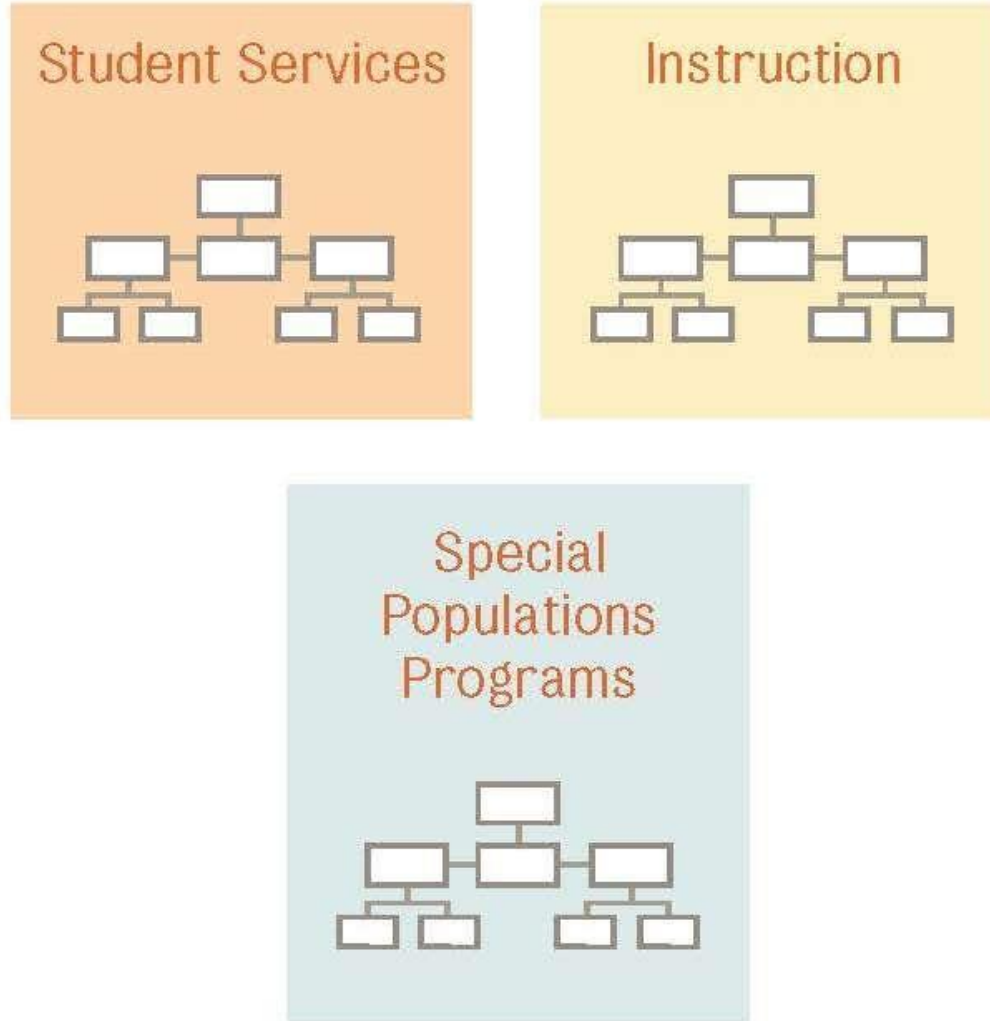 Student Services
Instruction
Special
Populations
Programs